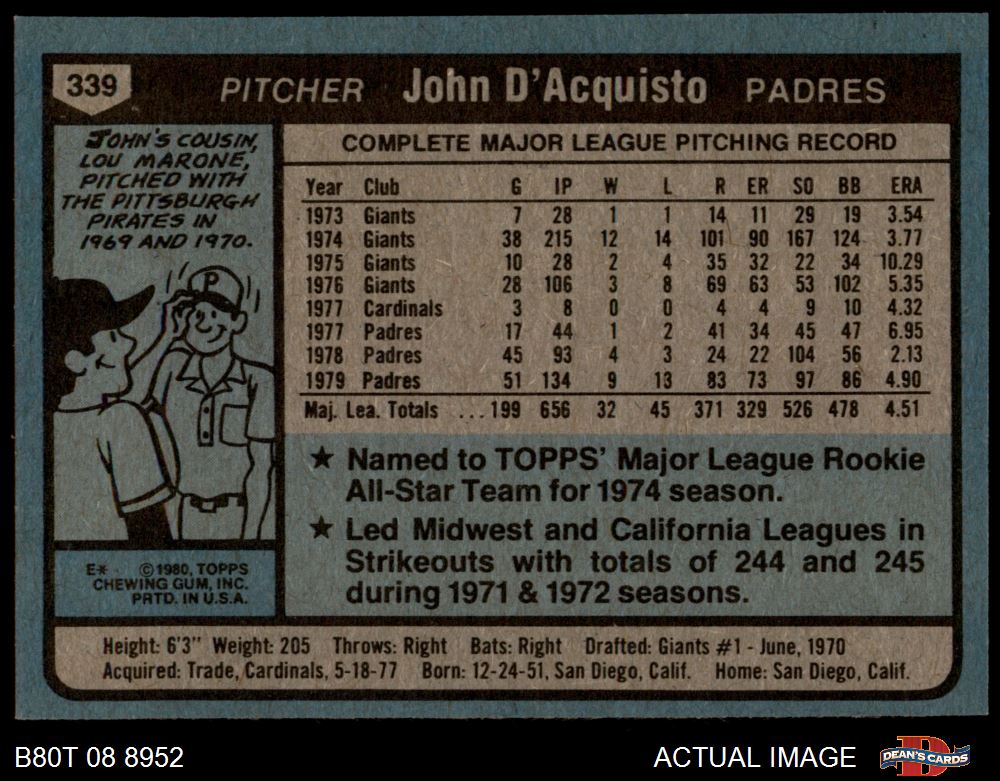 339 PITCHER John D'Acquisto PADRES
JOHN'S COUSIN,
LOU MARONE,
PITCHED WITH
THE PITTSBURGH
PIRATES IN
1969 AND 1970.
P
COMPLETE MAJOR LEAGUE PITCHING RECORD
Year Club G IP W L R ER SO BB ERA
1973 Giants 7 28 1 1 14 11 29 19 3.54
1974 Giants 38 215 12 14 101 90 167 124 3.77
1975 Giants 10 28 2 4 35 32 22 34 10.29
1976 Giants 28 106 3 8 69 63 53 102 5.35
1977 Cardinals 3 8 0 0 4 4 9 10 4.32
1977 Padres 17 44 1 2 41 34 45 47 6.95
1978 Padres 45 93 4 3 24 22 104 56 2.13
1979 Padres 51 134 9 13 83 73 97 86 4.90
Maj. Lea. Totals ...199 656 32 45 371 329 526 478 4.51
★ Named to TOPPS' Major League Rookie
All-Star Team for 1974 season.
★ Led Midwest and California Leagues in
Strikeouts with totals of 244 and 245
during 1971 & 1972 seasons.
E* ©1980, TOPPS
CHEWING GUM, INC.
PRTD. IN U.S.A.
Height: 6'3" Weight: 205 Throws: Right Bats: Right Drafted: Giants #1 - June, 1970
Acquired: Trade, Cardinals, 5-18-77 Born: 12-24-51, San Diego, Calif. Home: San Diego, Calif.
B80T 08 8952 ACTUAL IMAGE DEAN'S CARDS